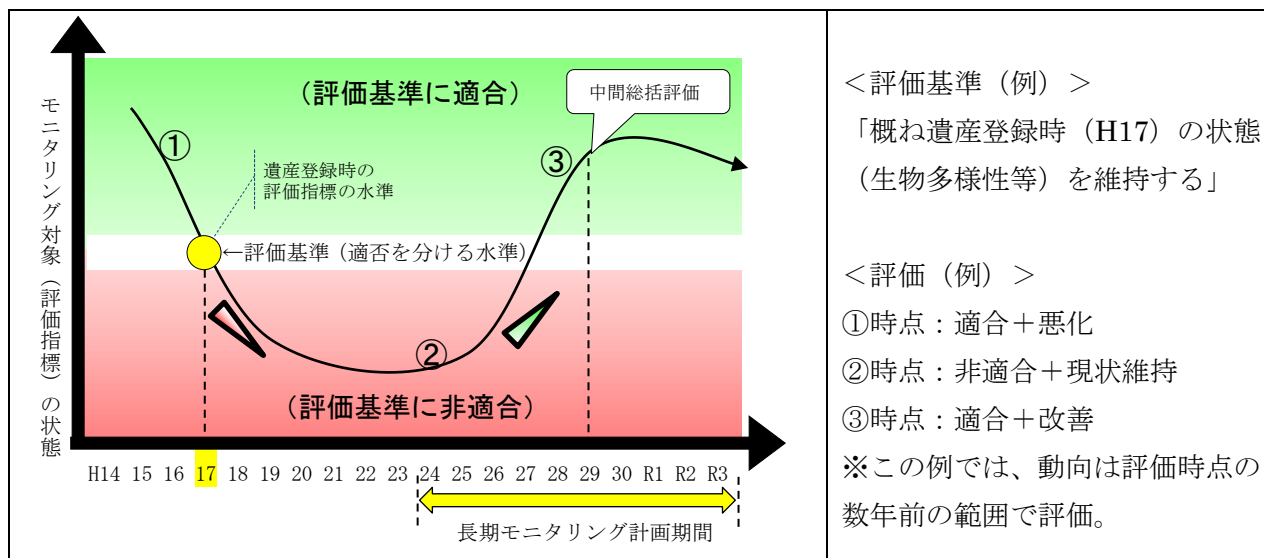 モニタリング対象（評価指標）の状態
(評価基準に適合)
中間総括評価
①
③
遺産登録時の
評価指標の水準
←評価基準（適否を分ける水準）
②
(評価基準に非適合)
H14 15 16 17 18 19 20 21 22 23 24 25 26 27 28 29 30 R1 R2 R3
長期モニタリング計画期間
＜評価基準（例）＞
「概ね遺産登録時（H17）の状態
（生物多様性等）を維持する」
＜評価（例）＞
①時点：適合＋悪化
②時点：非適合＋現状維持
③時点：適合＋改善
※この例では、動向は評価時点の
数年前の範囲で評価。